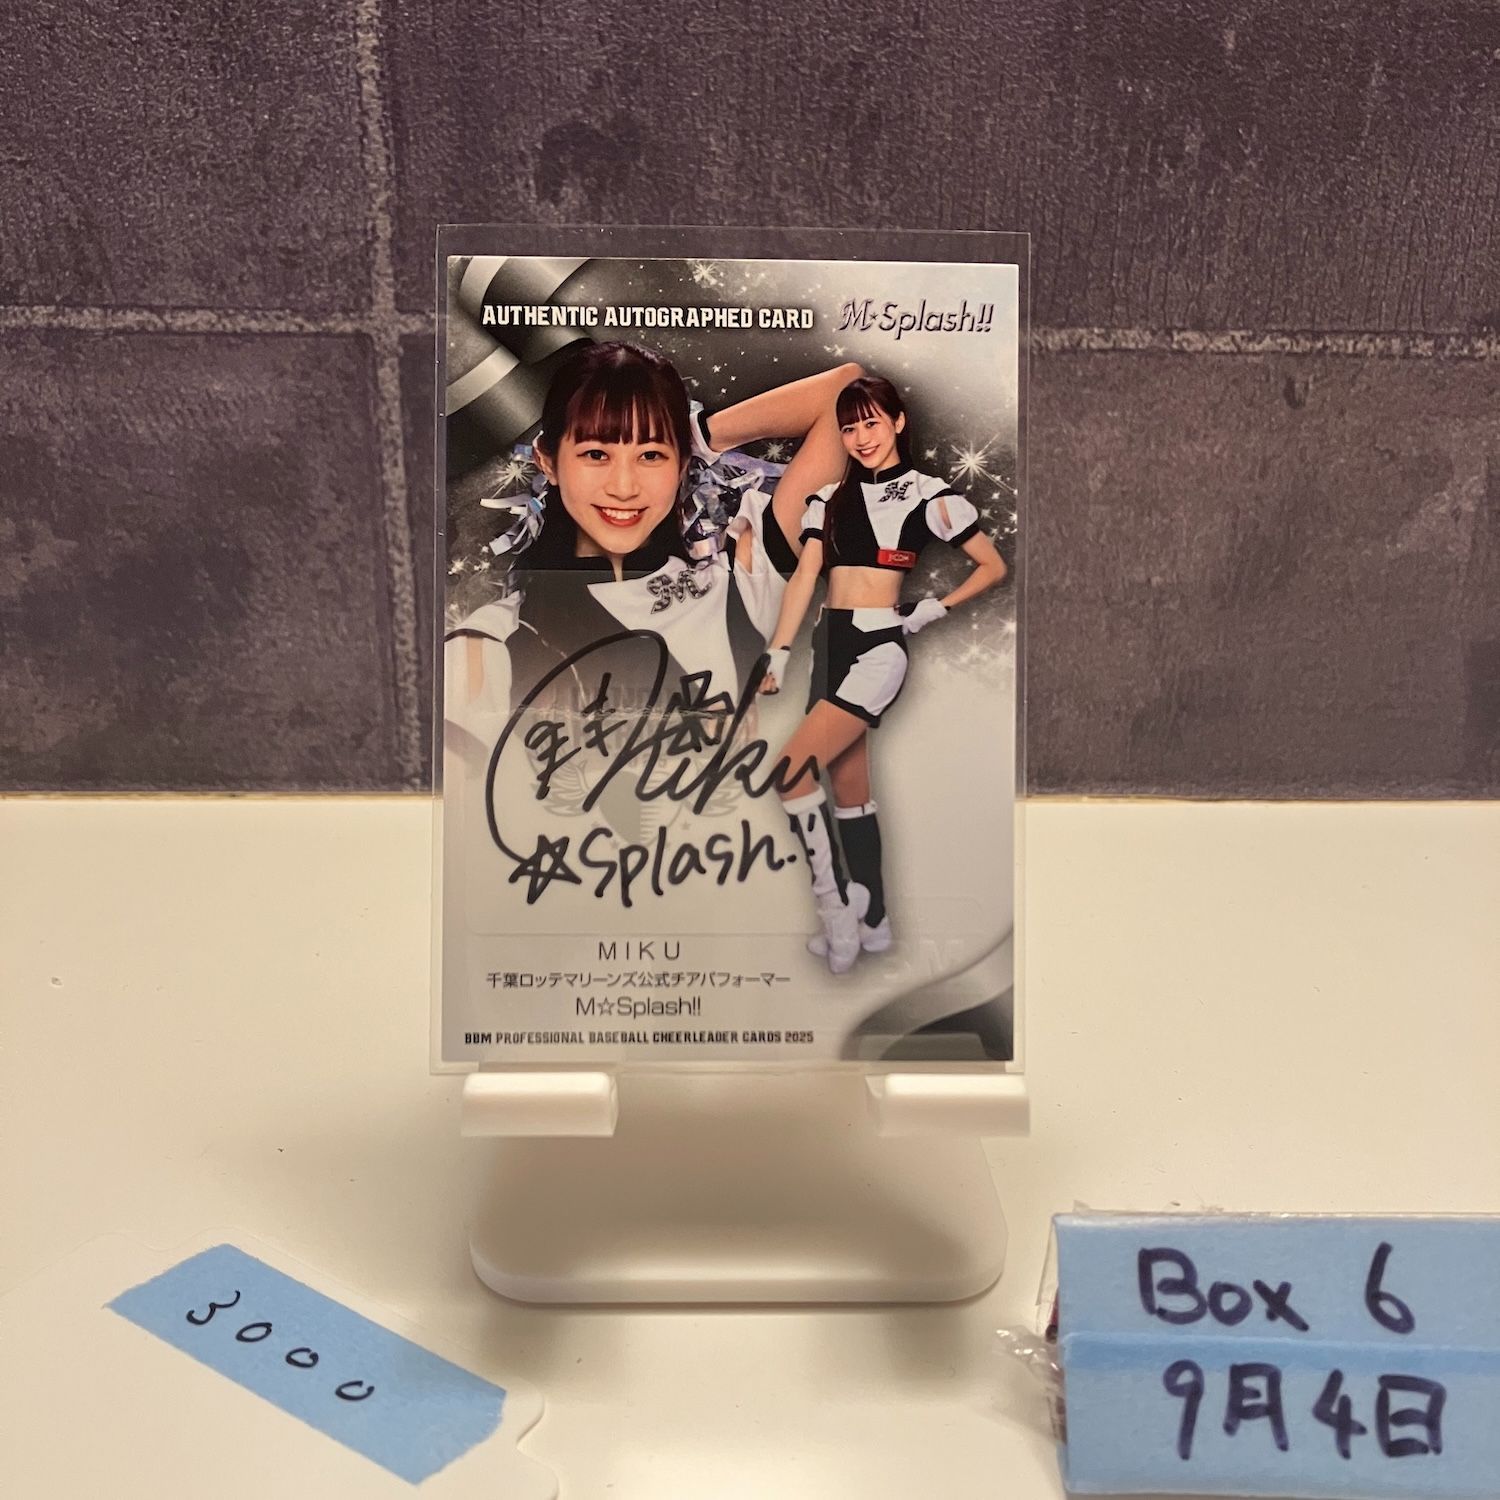 AUTHENTIC AUTOGRAPHED CARD
M★Splash!!
Miku
☆Splash!!
MIKU
千葉ロッテマリーンズ公式チアパフォーマー
M☆Splash!!
BBM PROFESSIONAL BASEBALL CHEERLEADER CARDS 2025
3000
Box 6
9月4日